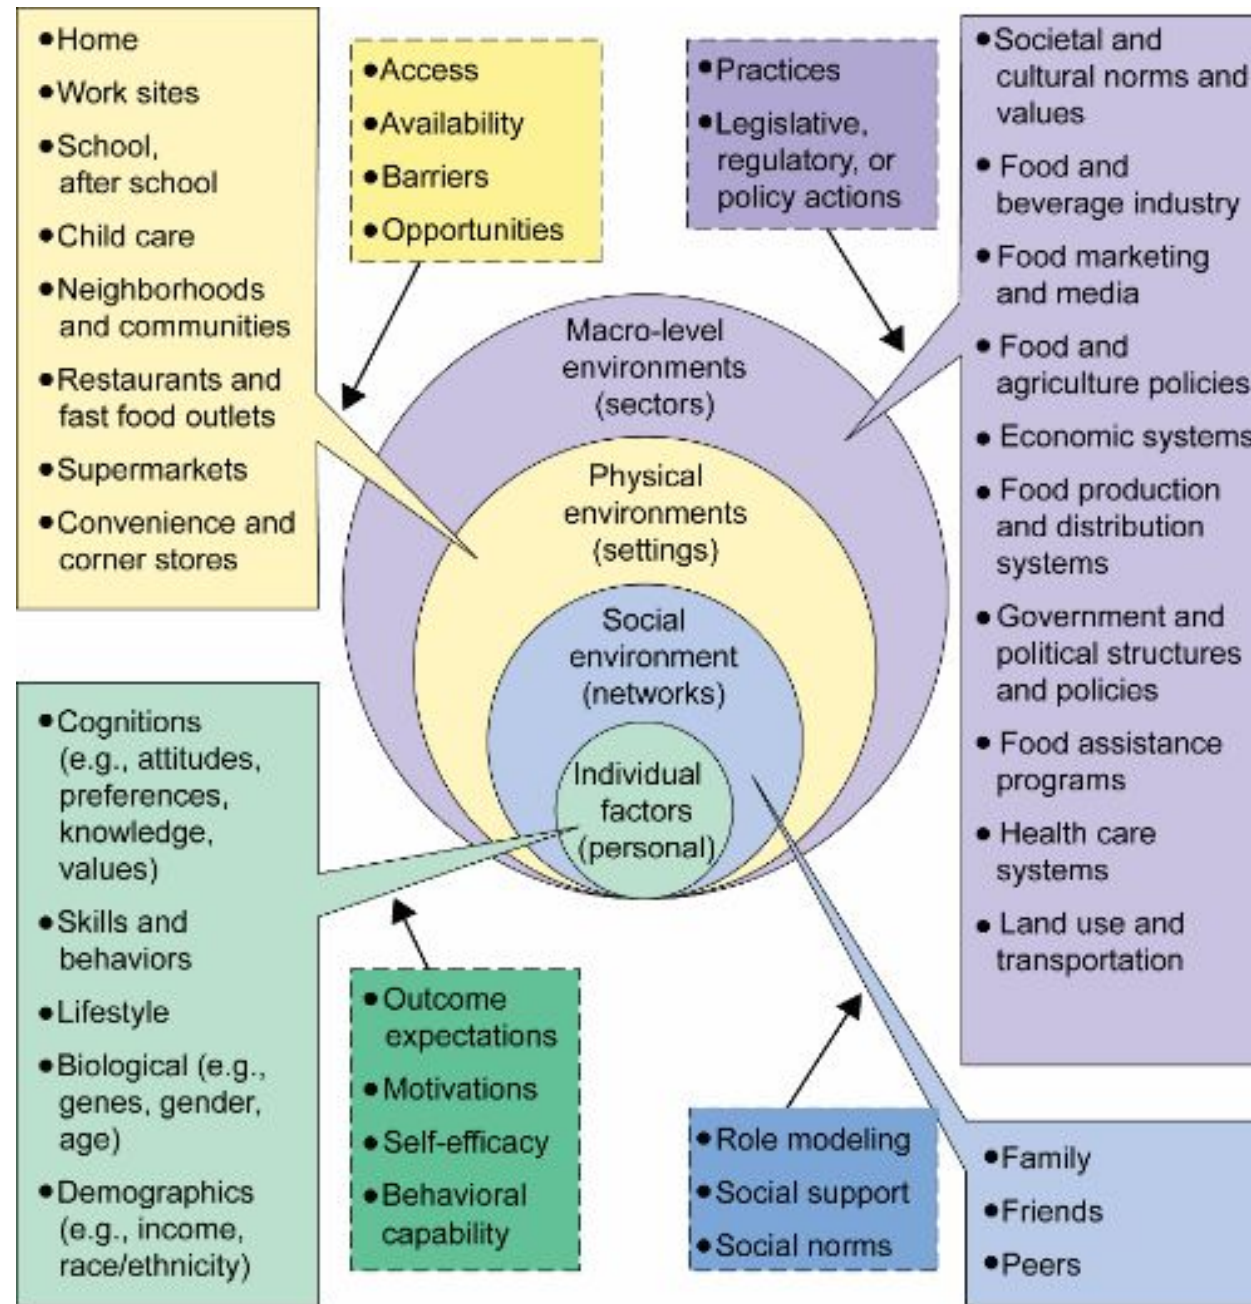 •Home
•Work sites
•School,
after school
•Child care
•Neighborhoods
and communities
•Restaurants and
fast food outlets
•Supermarkets
•Convenience and
corner stores
•Access
•Availability
•Barriers
•Opportunities
•Practices
•Legislative,
regulatory, or
policy actions
•Societal and
cultural norms and
values
•Food and
beverage industry
•Food marketing
and media
•Food and
agriculture policies
•Economic systems
•Food production
and distribution
systems
•Government and
political structures
and policies
•Food assistance
programs
•Health care
systems
•Land use and
transportation
Macro-level
environments
(sectors)
Physical
environments
(settings)
Social
environment
(networks)
Individual
factors
(personal)
•Cognitions
(e.g., attitudes,
preferences,
knowledge,
values)
•Skills and
behaviors
•Lifestyle
•Biological (e.g.,
genes, gender,
age)
•Demographics
(e.g., income,
race/ethnicity)
•Outcome
expectations
•Motivations
•Self-efficacy
•Behavioral
capability
•Role modeling
•Social support
•Social norms
•Family
•Friends
•Peers